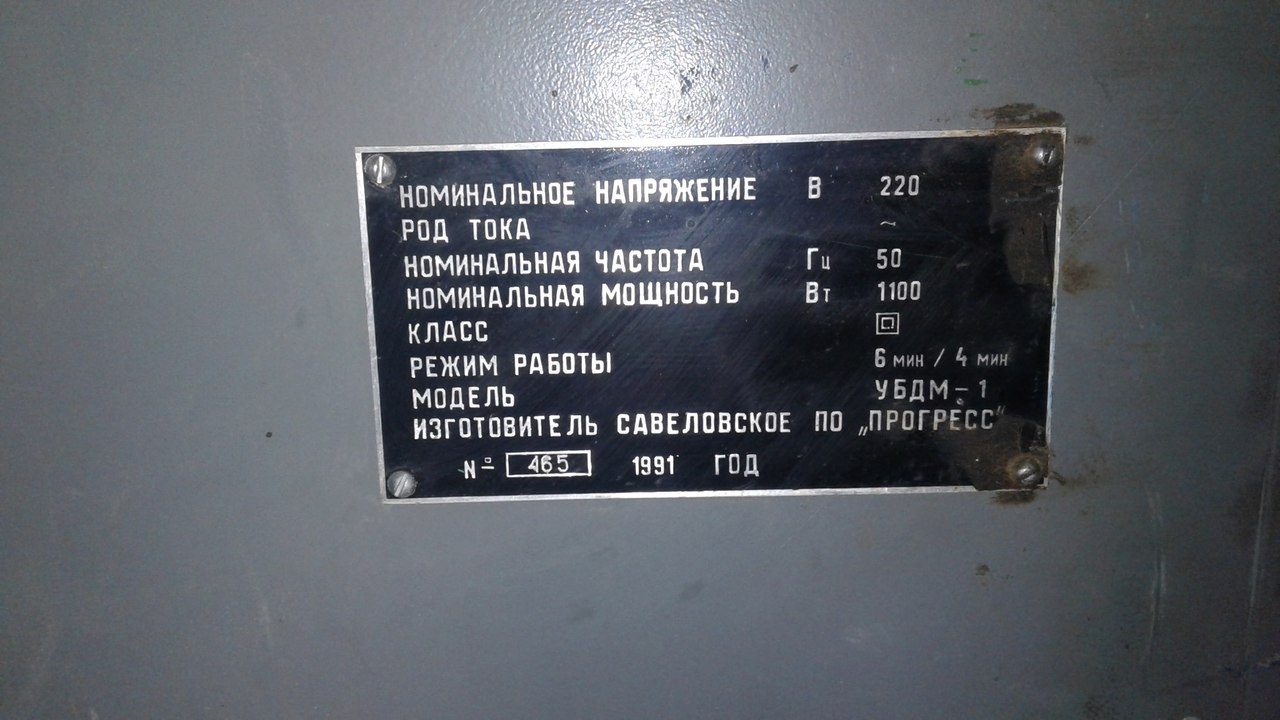 НОМИНАЛЬНОЕ НАПРЯЖЕНИЕ В 220
РОД ТОКА ~
НОМИНАЛЬНАЯ ЧАСТОТА Гц 50
НОМИНАЛЬНАЯ МОЩНОСТЬ Вт 1100
КЛАСС
РЕЖИМ РАБОТЫ 6 мин / 4 мин
МОДЕЛЬ УБДМ-1
ИЗГОТОВИТЕЛЬ САВЕЛОВСКОЕ ПО „ПРОГРЕСС"
№ 465 1991 ГОД